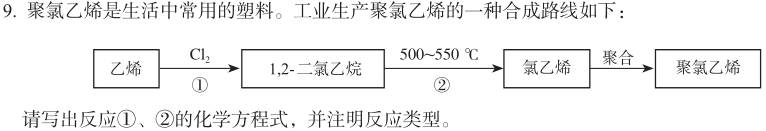 9. 聚氯乙烯是生活中常用的塑料。工业生产聚氯乙烯的一种合成路线如下：
乙烯 Cl₂ ① 1,2-二氯乙烷 500~550 ℃ ② 氯乙烯 聚合 聚氯乙烯
请写出反应①、②的化学方程式，并注明反应类型。